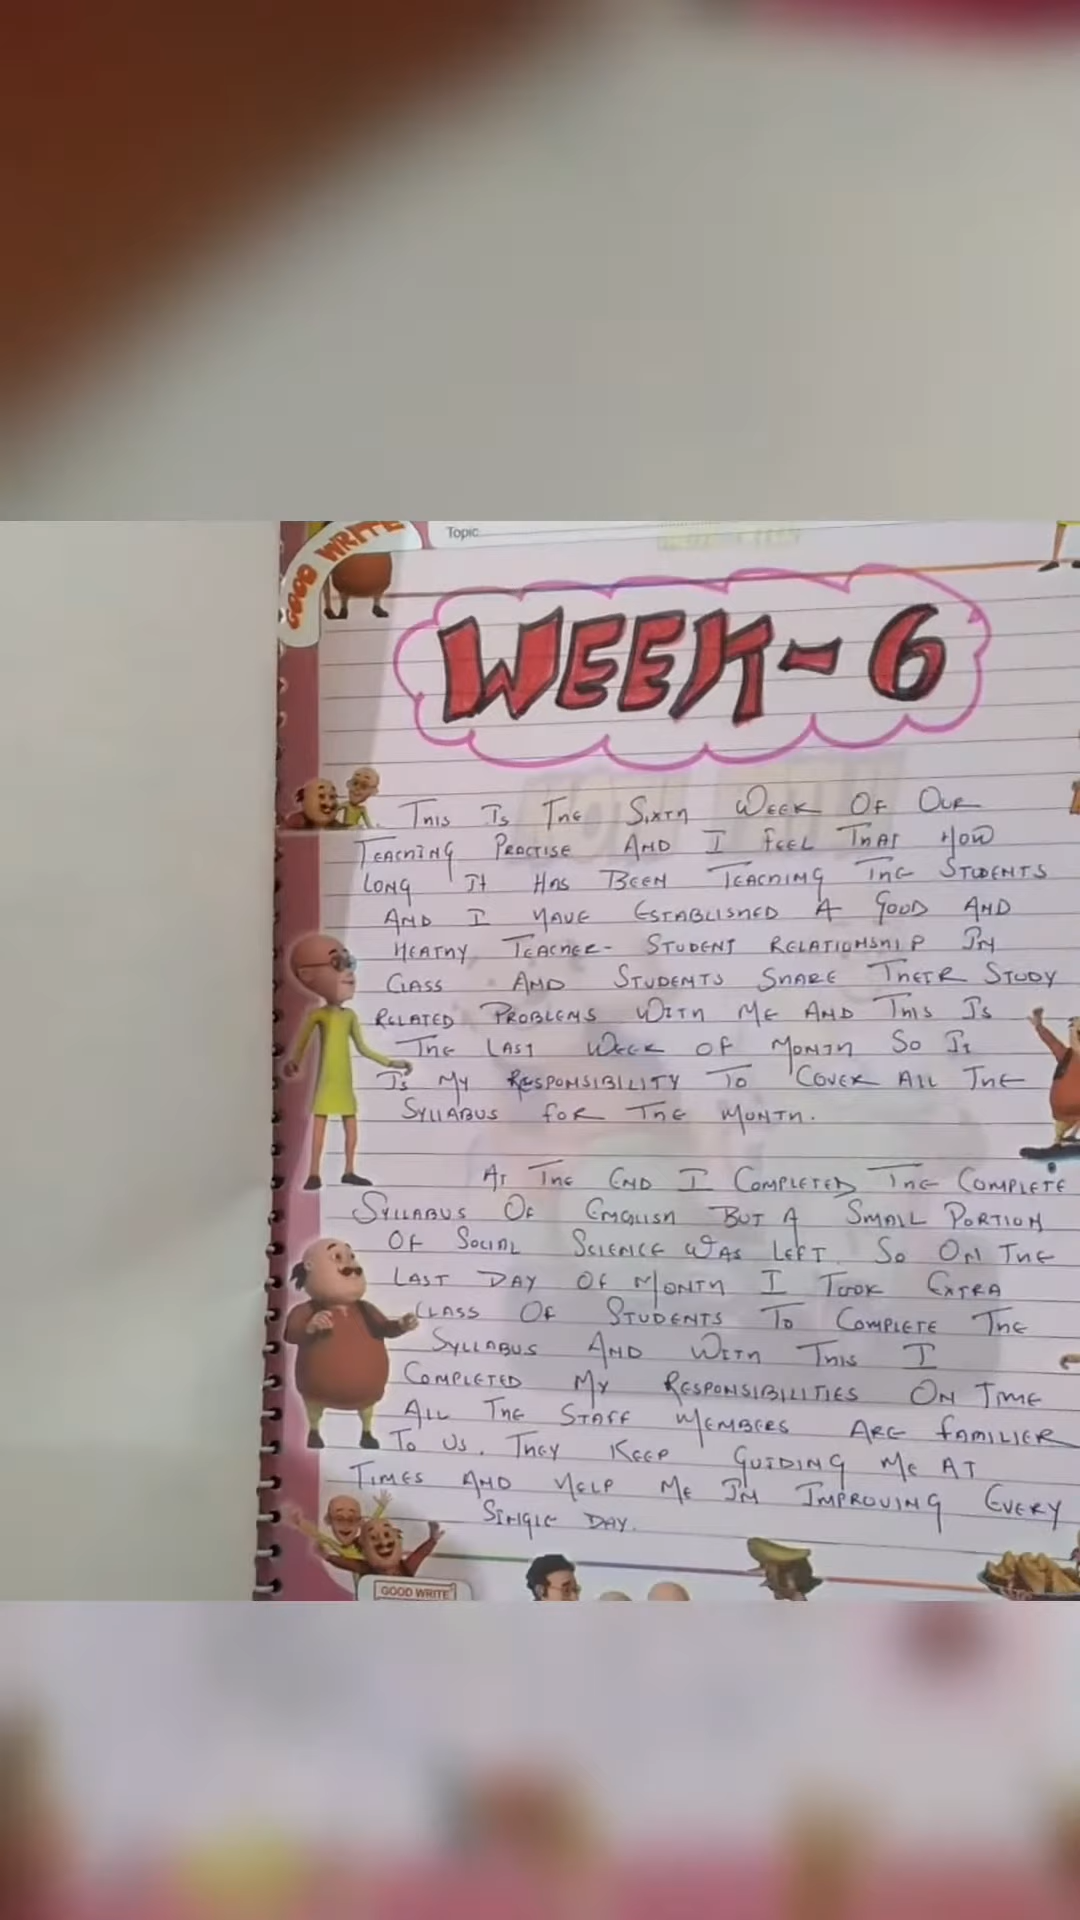 GOOD WRITE
Topic
WEEK-6
THIS IS THE SIXTH WEEK OF OUR
TEACHING PRACTISE AND I FEEL THAT HOW
LONG IT HAS BEEN TEACHING THE STUDENTS
AND I HAVE ESTABLISHED A GOOD AND
HEATHY TEACHER-STUDENT RELATIONSHIP IN
CLASS AND STUDENTS SHARE THEIR STUDY
RELATED PROBLEMS WITH ME AND THIS IS
THE LAST WEEK OF MONTH SO IT
IS MY RESPONSIBILITY TO COVER ALL THE
SYLLABUS FOR THE MONTH.
AT THE END I COMPLETED THE COMPLETE
SYLLABUS OF ENGLISH BUT A SMALL PORTION
OF SOCIAL SCIENCE WAS LEFT. SO ON THE
LAST DAY OF MONTH I TOOK EXTRA
CLASS OF STUDENTS TO COMPLETE THE
SYLLABUS AND WITH THIS I
COMPLETED MY RESPONSIBILITIES ON TIME
ALL THE STAFF MEMBERS ARE FAMILIER
TO US. THEY KEEP GUIDING ME AT
TIMES AND HELP ME IN IMPROVING EVERY
SINGLE DAY.
GOOD WRITE